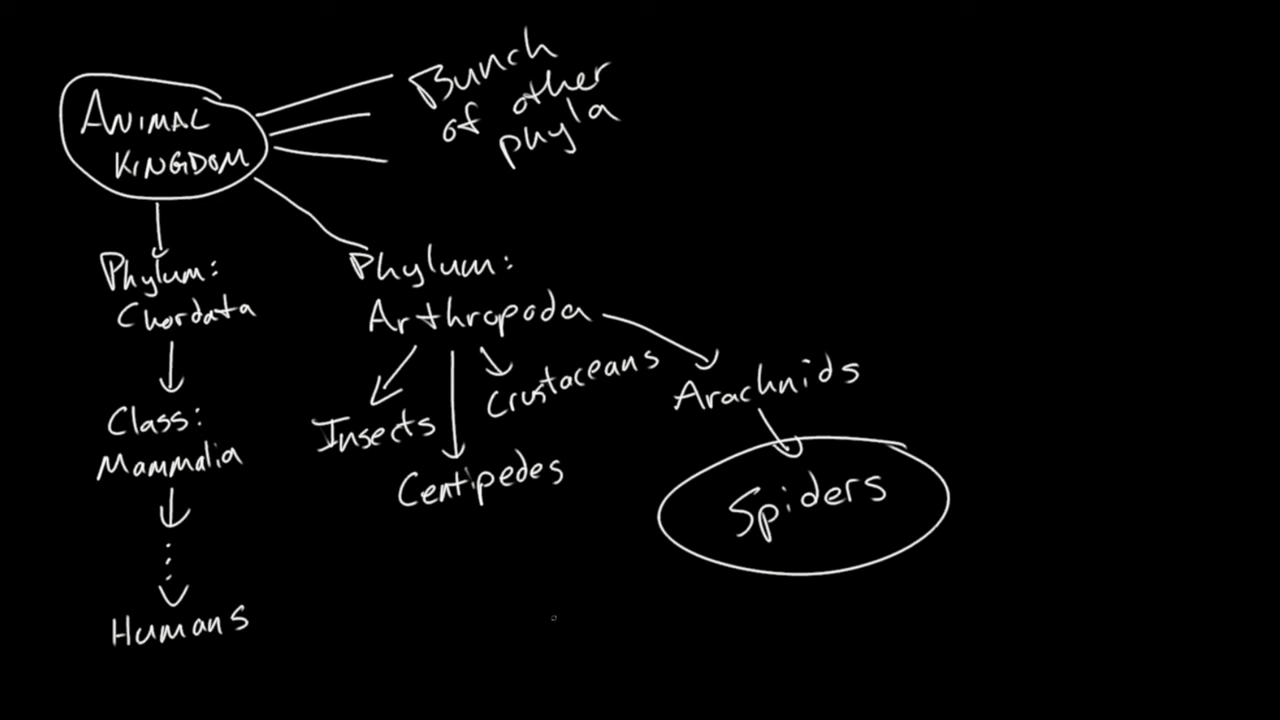 Bunch
of other
phyla
ANIMAL
KINGDOM
Phylum:
Chordata
Class:
Mammalia
Humans
Phylum:
Arthropoda
Insects
Centipedes
Crustaceans
Arachnids
Spiders